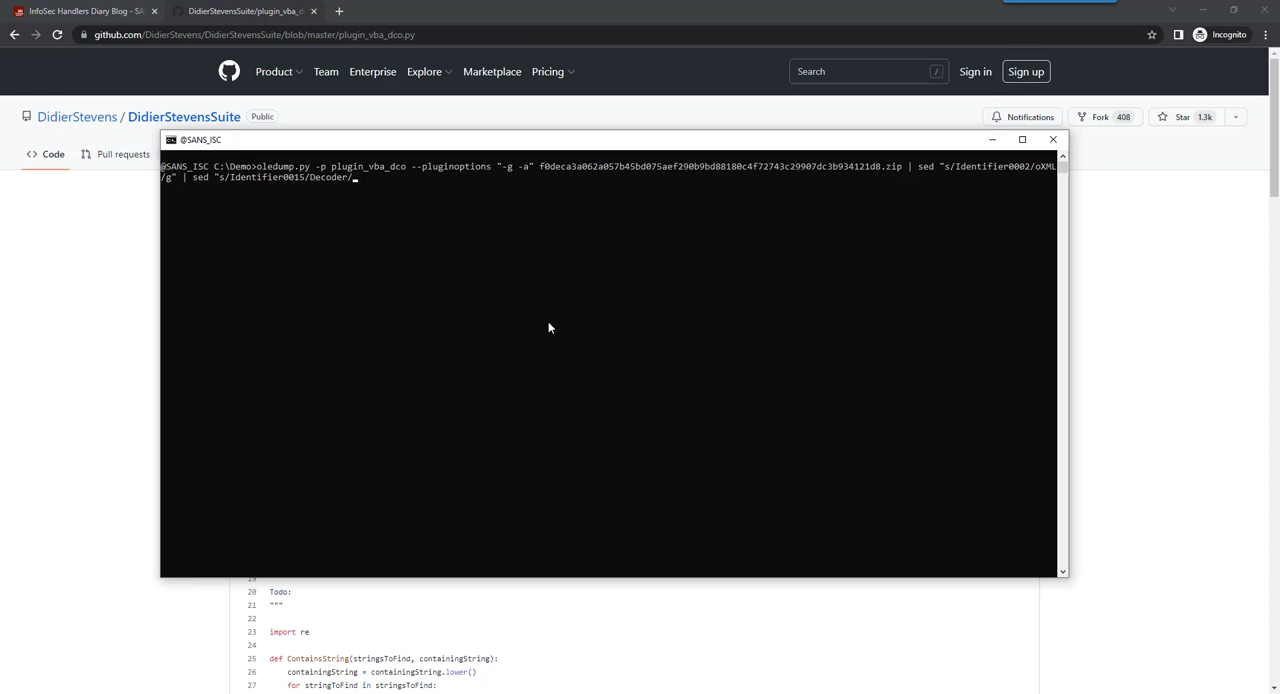 InfoSec Handlers Diary Blog - SA
DidierStevensSuite/plugin_vba_d
github.com/DidierStevens/DidierStevensSuite/blob/master/plugin_vba_dco.py
Incognito
Product
Team
Enterprise
Explore
Marketplace
Pricing
Search
/
Sign in
Sign up
DidierStevens / DidierStevensSuite
Public
Notifications
Fork 408
Star 1.3k
Code
Pull requests
@SANS_ISC
@SANS_ISC C:\Demo>oledump.py -p plugin_vba_dco --pluginoptions "-g -a" f0deca3a062a057b45bd075aef290b9bd88180c4f72743c29907dc3b934121d8.zip | sed "s/Identifier0002/oXML
/g" | sed "s/Identifier0015/Decoder/
19
20 Todo:
21 """
22
23 import re
24
25 def ContainsString(stringsToFind, containingString):
26 containingString = containingString.lower()
27 for stringToFind in stringsToFind: